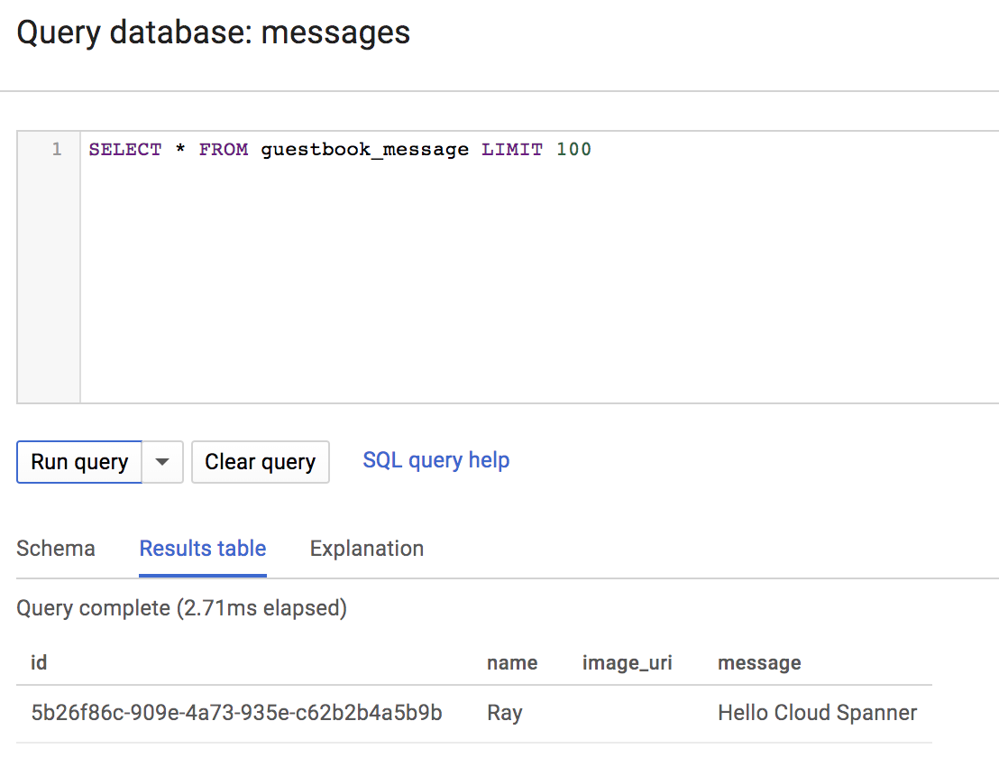 Query database: messages
1 SELECT * FROM guestbook_message LIMIT 100
Run query Clear query SQL query help
Schema Results table Explanation
Query complete (2.71ms elapsed)
id name image_uri message
5b26f86c-909e-4a73-935e-c62b2b4a5b9b Ray Hello Cloud Spanner